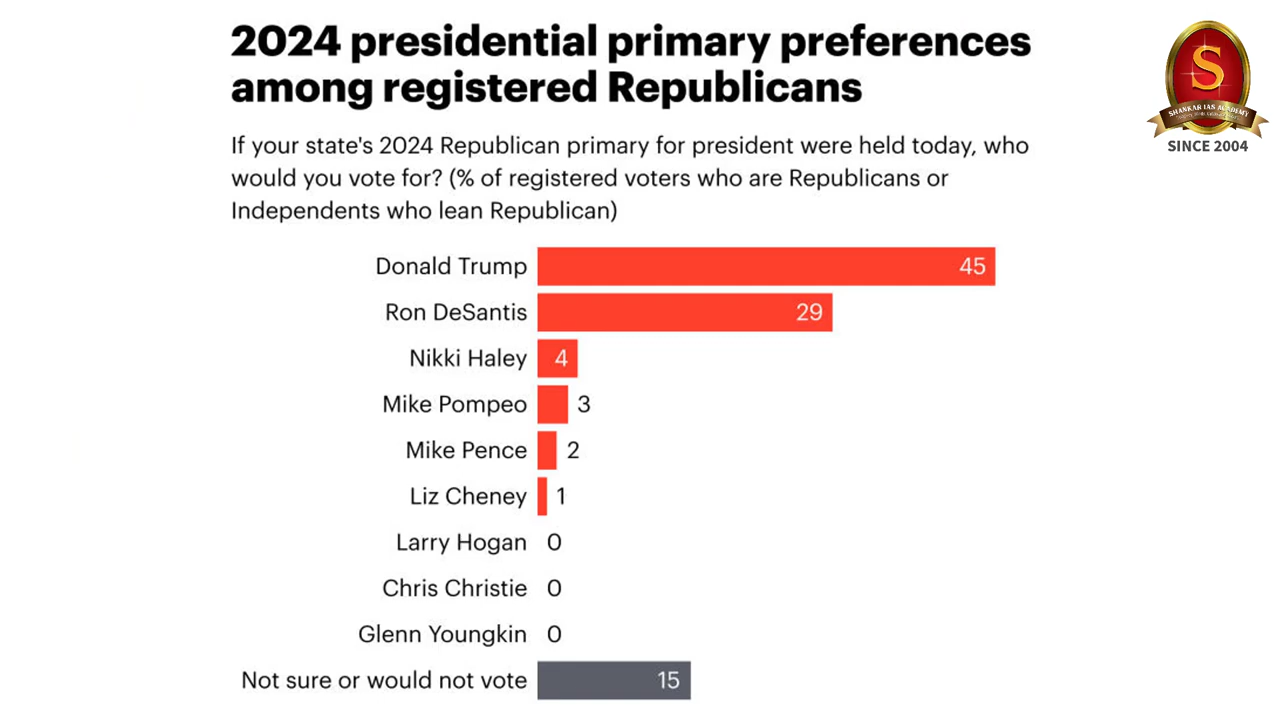 2024 presidential primary preferences
among registered Republicans
If your state's 2024 Republican primary for president were held today, who
would you vote for? (% of registered voters who are Republicans or
Independents who lean Republican)
Donald Trump 45
Ron DeSantis 29
Nikki Haley 4
Mike Pompeo 3
Mike Pence 2
Liz Cheney 1
Larry Hogan 0
Chris Christie 0
Glenn Youngkin 0
Not sure or would not vote 15
S
SHANKAR IAS ACADEMY
SINCE 2004